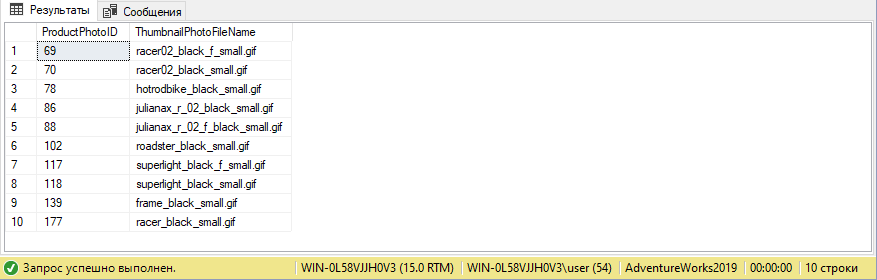 Результаты Сообщения
ProductPhotoID ThumbnailPhotoFileName
1 69 racer02_black_f_small.gif
2 70 racer02_black_small.gif
3 78 hotrodbike_black_small.gif
4 86 julianax_r_02_black_small.gif
5 88 julianax_r_02_f_black_small.gif
6 102 roadster_black_small.gif
7 117 superlight_black_f_small.gif
8 118 superlight_black_small.gif
9 139 frame_black_small.gif
10 177 racer_black_small.gif
Запрос успешно выполнен. WIN-0L58VJJH0V3 (15.0 RTM) WIN-0L58VJJH0V3\user (54) AdventureWorks2019 00:00:00 10 строки